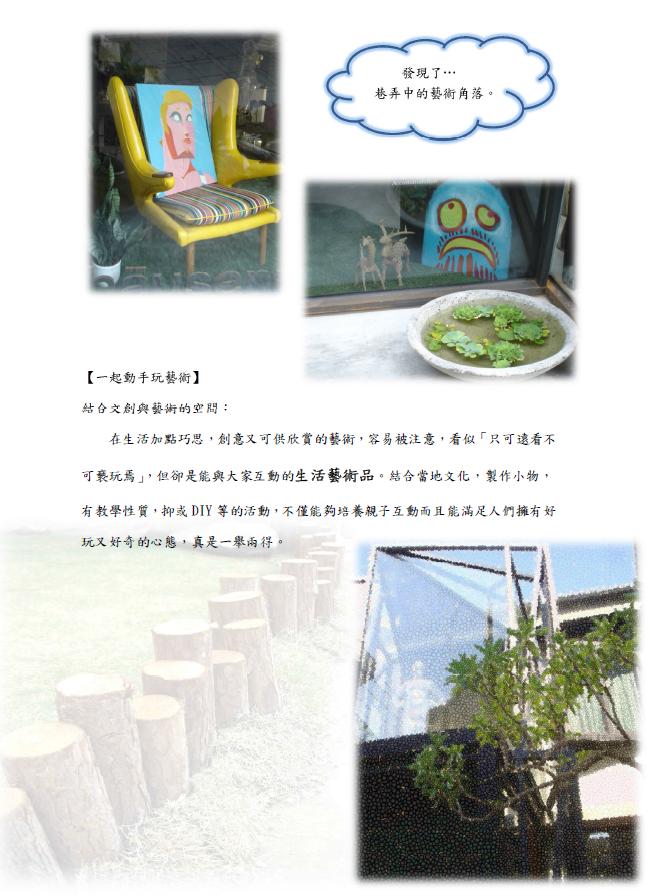 發現了…
巷弄中的藝術角落。
【一起動手玩藝術】
結合文創與藝術的空間：
在生活加點巧思，創意又可供欣賞的藝術，容易被注意，看似「只可遠看不
可褻玩焉」，但卻是能與大家互動的生活藝術品。結合當地文化，製作小物，
有教學性質，抑或 DIY 等的活動，不僅能夠培養親子互動而且能滿足人們擁有好
玩又好奇的心態，真是一舉兩得。